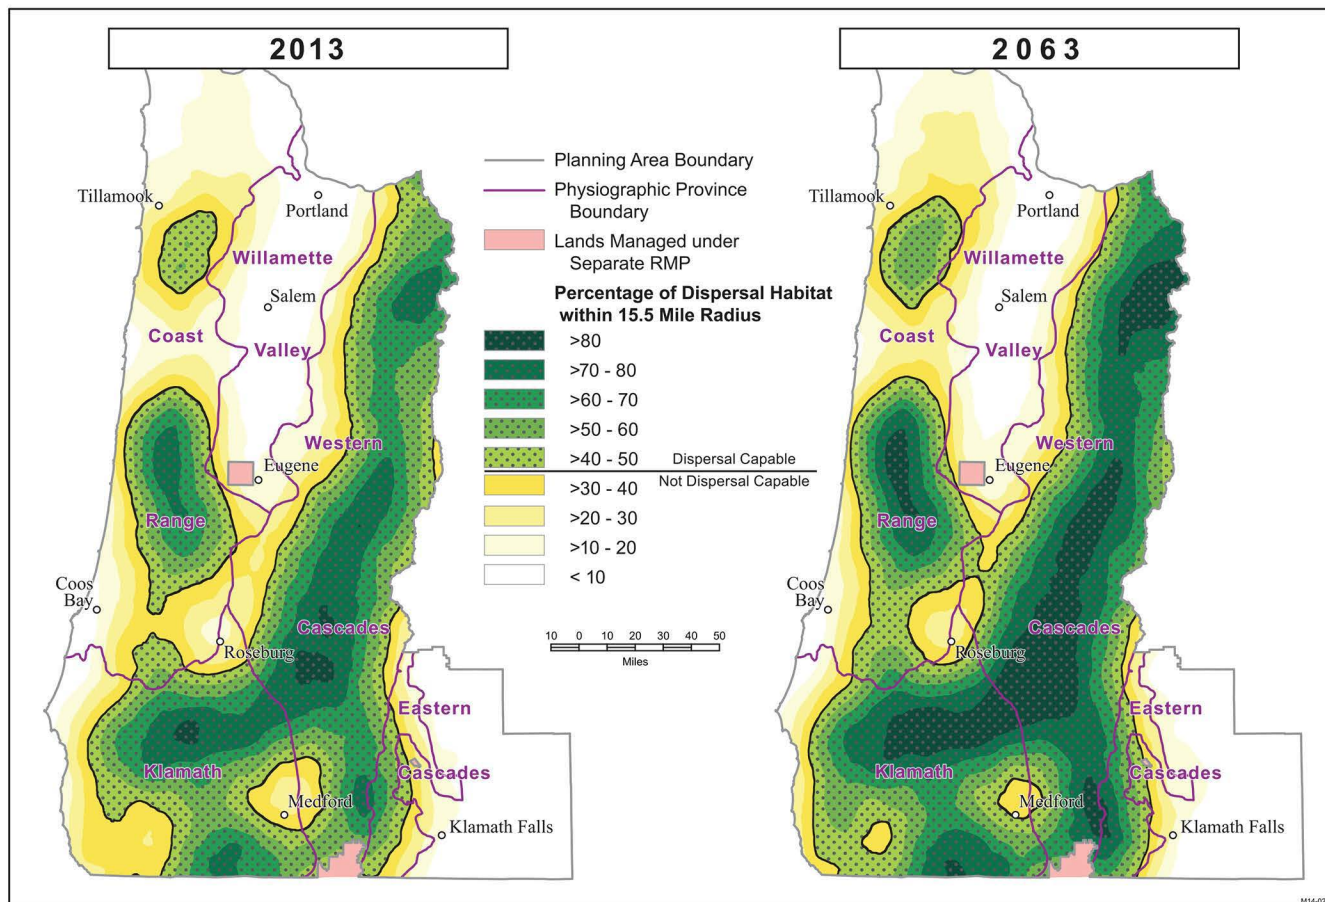 2013
2063
Tillamook
Portland
Willamette
Salem
Coast
Valley
Western
Eugene
Range
Coos
Bay
Roseburg
Cascades
Eastern
Cascades
Klamath
Medford
Klamath Falls
Planning Area Boundary
Physiographic Province
Boundary
Lands Managed under
Separate RMP
Percentage of Dispersal Habitat
within 15.5 Mile Radius
>80
>70 - 80
>60 - 70
>50 - 60
>40 - 50
Dispersal Capable
Not Dispersal Capable
>30 - 40
>20 - 30
>10 - 20
< 10
10 0 10 20 30 40 50
Miles
Tillamook
Portland
Willamette
Salem
Coast
Valley
Western
Eugene
Range
Coos
Bay
Roseburg
Cascades
Eastern
Cascades
Klamath
Medford
Klamath Falls